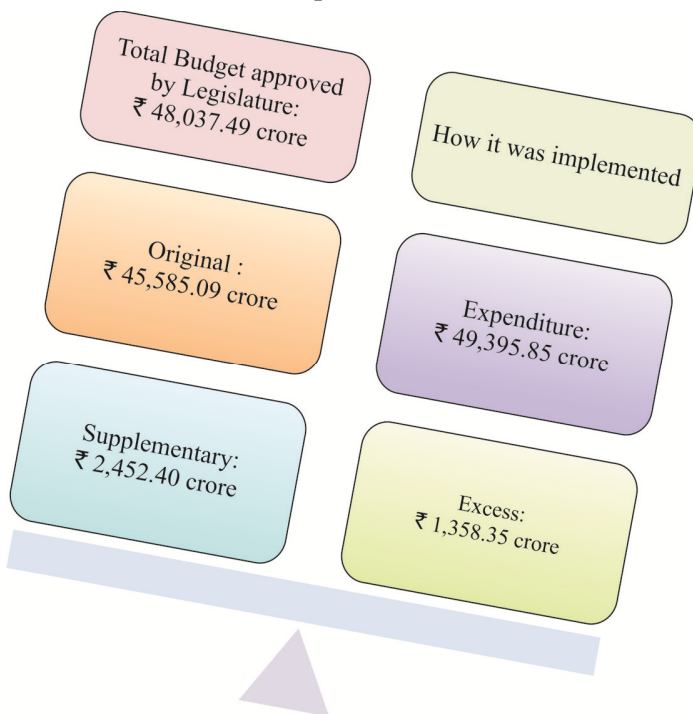 Total Budget approved
by Legislature:
₹ 48,037.49 crore
Original :
₹ 45,585.09 crore
Supplementary:
₹ 2,452.40 crore
How it was implemented
Expenditure:
₹ 49,395.85 crore
Excess:
₹ 1,358.35 crore